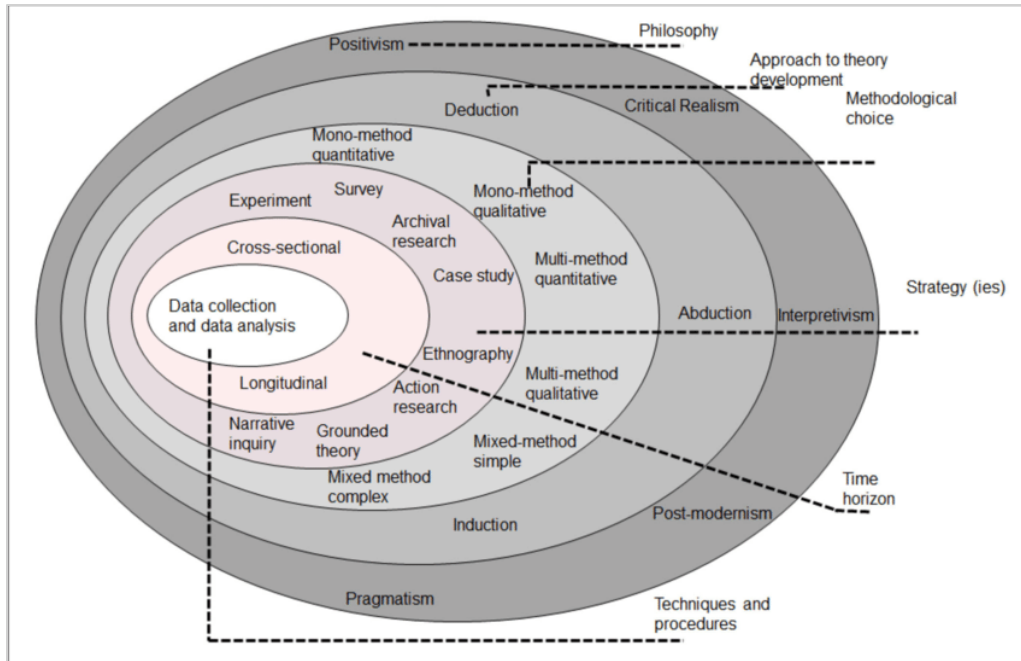 Philosophy
Positivism
Approach to theory
development
Critical Realism
Methodological
choice
Deduction
Mono-method
quantitative
Survey
Mono-method
qualitative
Experiment
Archival
research
Cross-sectional
Multi-method
quantitative
Case study
Strategy (ies)
Data collection
and data analysis
Abduction
Interpretivism
Ethnography
Multi-method
qualitative
Longitudinal
Action
research
Narrative
inquiry
Grounded
theory
Mixed-method
simple
Mixed method
complex
Time
horizon
Induction
Post-modernism
Pragmatism
Techniques and
procedures